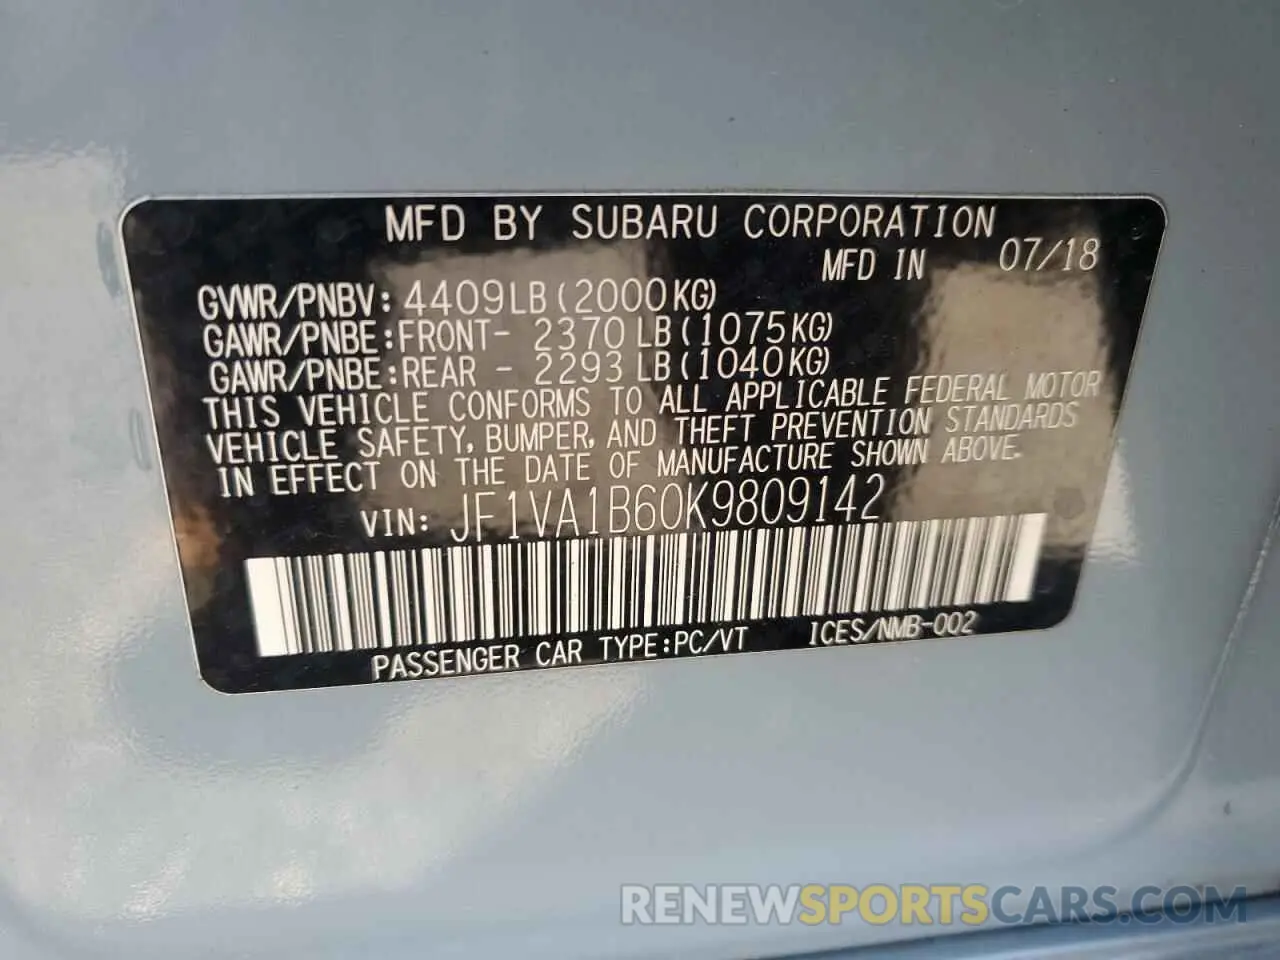 MFD BY SUBARU CORPORATION
MFD IN 07/18
GVWR/PNBV: 4409LB (2000KG)
GAWR/PNBE: FRONT- 2370 LB (1075KG)
GAWR/PNBE: REAR - 2293 LB (1040KG)
THIS VEHICLE CONFORMS TO ALL APPLICABLE FEDERAL MOTOR
VEHICLE SAFETY, BUMPER, AND THEFT PREVENTION STANDARDS
IN EFFECT ON THE DATE OF MANUFACTURE SHOWN ABOVE.
VIN: JF1VA1B60K9809142
PASSENGER CAR TYPE:PC/VT ICES/NMB-002
RENEWSPORTSCARS.COM